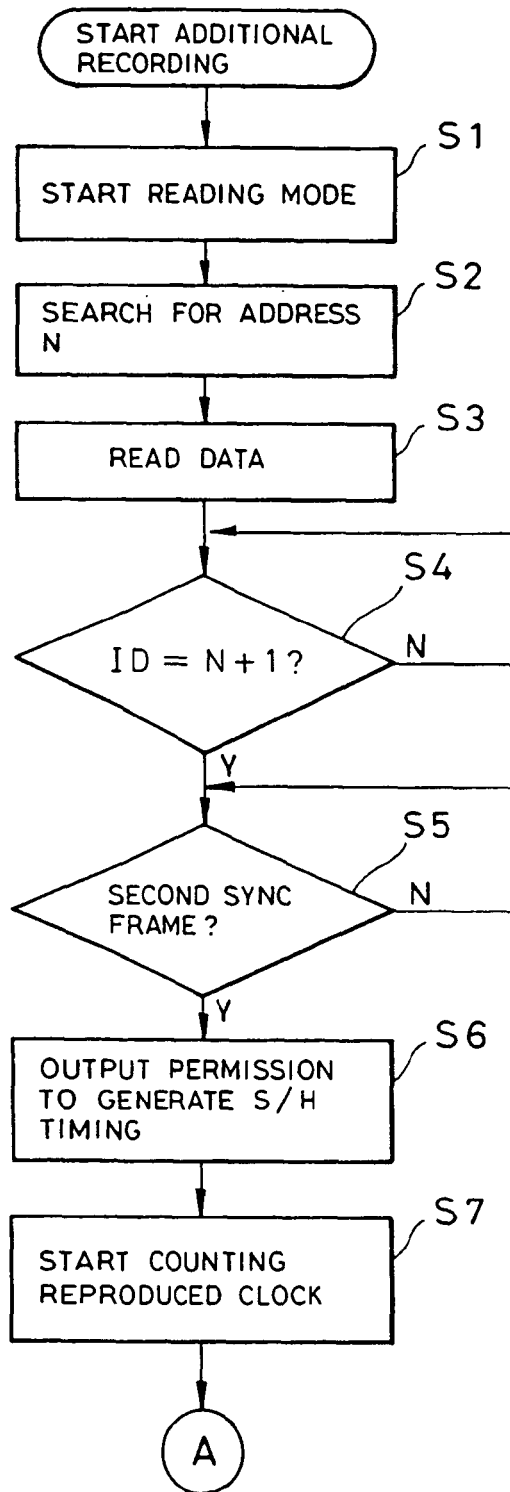 START ADDITIONAL
RECORDING
S1
START READING MODE
S2
SEARCH FOR ADDRESS
N
S3
READ DATA
S4
ID = N+1?
N
Y
S5
SECOND SYNC
FRAME?
N
Y
S6
OUTPUT PERMISSION
TO GENERATE S/H
TIMING
S7
START COUNTING
REPRODUCED CLOCK
A